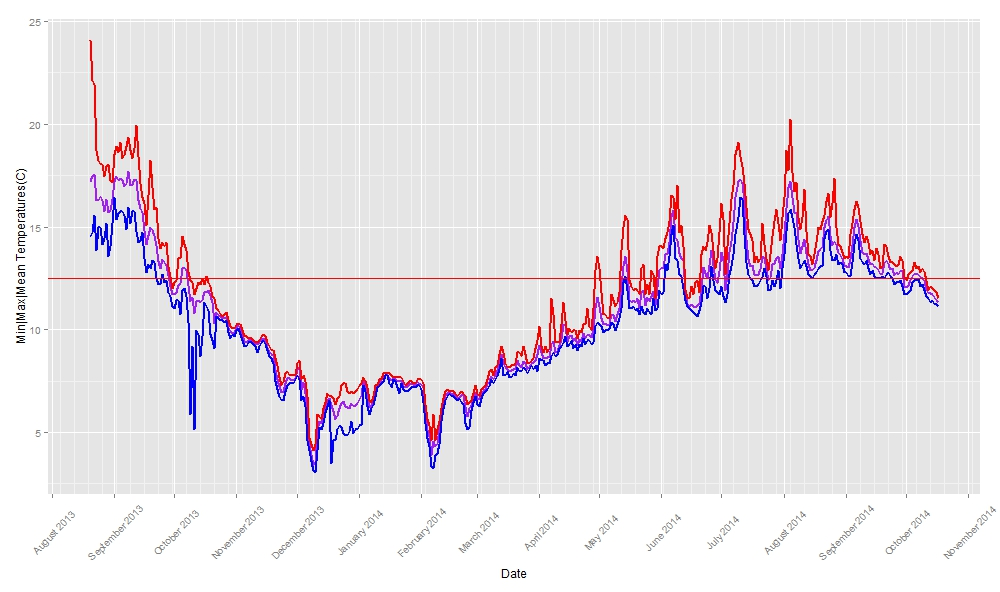 Min|Max|Mean Temperatures(C)
25
20
15
10
5
August 2013
September 2013
October 2013
November 2013
December 2013
January 2014
February 2014
March 2014
April 2014
May 2014
June 2014
July 2014
August 2014
September 2014
October 2014
November 2014
Date